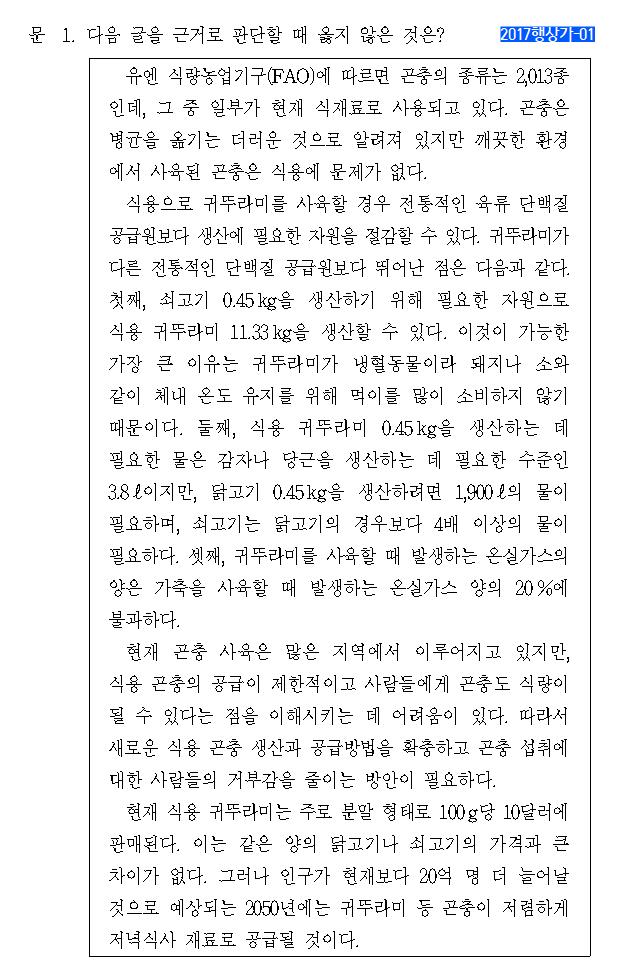 문 1. 다음 글을 근거로 판단할 때 옳지 않은 것은? 2017행상가-01
유엔 식량농업기구(FAO)에 따르면 곤충의 종류는 2,013종
인데, 그 중 일부가 현재 식재료로 사용되고 있다. 곤충은
병균을 옮기는 더러운 것으로 알려져 있지만 깨끗한 환경
에서 사육된 곤충은 식용에 문제가 없다.
식용으로 귀뚜라미를 사육할 경우 전통적인 육류 단백질
공급원보다 생산에 필요한 자원을 절감할 수 있다. 귀뚜라미가
다른 전통적인 단백질 공급원보다 뛰어난 점은 다음과 같다.
첫째, 쇠고기 0.45kg을 생산하기 위해 필요한 자원으로
식용 귀뚜라미 11.33kg을 생산할 수 있다. 이것이 가능한
가장 큰 이유는 귀뚜라미가 냉혈동물이라 돼지나 소와
같이 체내 온도 유지를 위해 먹이를 많이 소비하지 않기
때문이다. 둘째, 식용 귀뚜라미 0.45kg을 생산하는 데
필요한 물은 감자나 당근을 생산하는 데 필요한 수준인
3.8ℓ이지만, 닭고기 0.45kg을 생산하려면 1,900ℓ의 물이
필요하며, 쇠고기는 닭고기의 경우보다 4배 이상의 물이
필요하다. 셋째, 귀뚜라미를 사육할 때 발생하는 온실가스의
양은 가축을 사육할 때 발생하는 온실가스 양의 20%에
불과하다.
현재 곤충 사육은 많은 지역에서 이루어지고 있지만,
식용 곤충의 공급이 제한적이고 사람들에게 곤충도 식량이
될 수 있다는 점을 이해시키는 데 어려움이 있다. 따라서
새로운 식용 곤충 생산과 공급방법을 확충하고 곤충 섭취에
대한 사람들의 거부감을 줄이는 방안이 필요하다.
현재 식용 귀뚜라미는 주로 분말 형태로 100g당 10달러에
판매된다. 이는 같은 양의 닭고기나 쇠고기의 가격과 큰
차이가 없다. 그러나 인구가 현재보다 20억 명 더 늘어날
것으로 예상되는 2050년에는 귀뚜라미 등 곤충이 저렴하게
저녁식사 재료로 공급될 것이다.